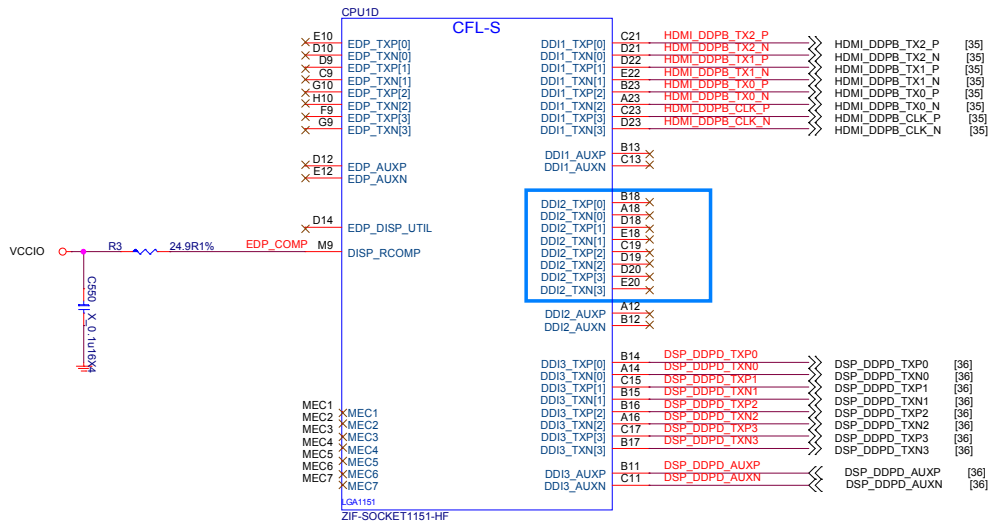 CPU1D
CFL-S
E10 EDP_TXP[0] DDI1_TXP[0] C21 HDMI_DDPB_TX2_P HDMI_DDPB_TX2_P [35]
D10 EDP_TXN[0] DDI1_TXN[0] D21 HDMI_DDPB_TX2_N HDMI_DDPB_TX2_N [35]
D9 EDP_TXP[1] DDI1_TXP[1] D22 HDMI_DDPB_TX1_P HDMI_DDPB_TX1_P [35]
C9 EDP_TXN[1] DDI1_TXN[1] E22 HDMI_DDPB_TX1_N HDMI_DDPB_TX1_N [35]
G10 EDP_TXP[2] DDI1_TXP[2] B23 HDMI_DDPB_TX0_P HDMI_DDPB_TX0_P [35]
H10 EDP_TXN[2] DDI1_TXN[2] A23 HDMI_DDPB_TX0_N HDMI_DDPB_TX0_N [35]
F9 EDP_TXP[3] DDI1_TXP[3] C23 HDMI_DDPB_CLK_P HDMI_DDPB_CLK_P [35]
G9 EDP_TXN[3] DDI1_TXN[3] D23 HDMI_DDPB_CLK_N HDMI_DDPB_CLK_N [35]
DDI1_AUXP B13
DDI1_AUXN C13
D12 EDP_AUXP
E12 EDP_AUXN
DDI2_TXP[0] B18
DDI2_TXN[0] A18
DDI2_TXP[1] D18
DDI2_TXN[1] E18
DDI2_TXP[2] C19
DDI2_TXN[2] D19
DDI2_TXP[3] D20
DDI2_TXN[3] E20
D14 EDP_DISP_UTIL
VCCIO R3 24.9R1% EDP_COMP M9 DISP_RCOMP
C550 X_0.1u16X4
DDI2_AUXP A12
DDI2_AUXN B12
DDI3_TXP[0] B14 DSP_DDPD_TXP0 DSP_DDPD_TXP0 [36]
DDI3_TXN[0] A14 DSP_DDPD_TXN0 DSP_DDPD_TXN0 [36]
DDI3_TXP[1] C15 DSP_DDPD_TXP1 DSP_DDPD_TXP1 [36]
DDI3_TXN[1] B15 DSP_DDPD_TXN1 DSP_DDPD_TXN1 [36]
DDI3_TXP[2] B16 DSP_DDPD_TXP2 DSP_DDPD_TXP2 [36]
DDI3_TXN[2] A16 DSP_DDPD_TXN2 DSP_DDPD_TXN2 [36]
DDI3_TXP[3] C17 DSP_DDPD_TXP3 DSP_DDPD_TXP3 [36]
DDI3_TXN[3] B17 DSP_DDPD_TXN3 DSP_DDPD_TXN3 [36]
DDI3_AUXP B11 DSP_DDPD_AUXP DSP_DDPD_AUXP [36]
DDI3_AUXN C11 DSP_DDPD_AUXN DSP_DDPD_AUXN [36]
MEC1 MEC1
MEC2 MEC2
MEC3 MEC3
MEC4 MEC4
MEC5 MEC5
MEC6 MEC6
MEC7 MEC7
LGA1151
ZIF-SOCKET1151-HF